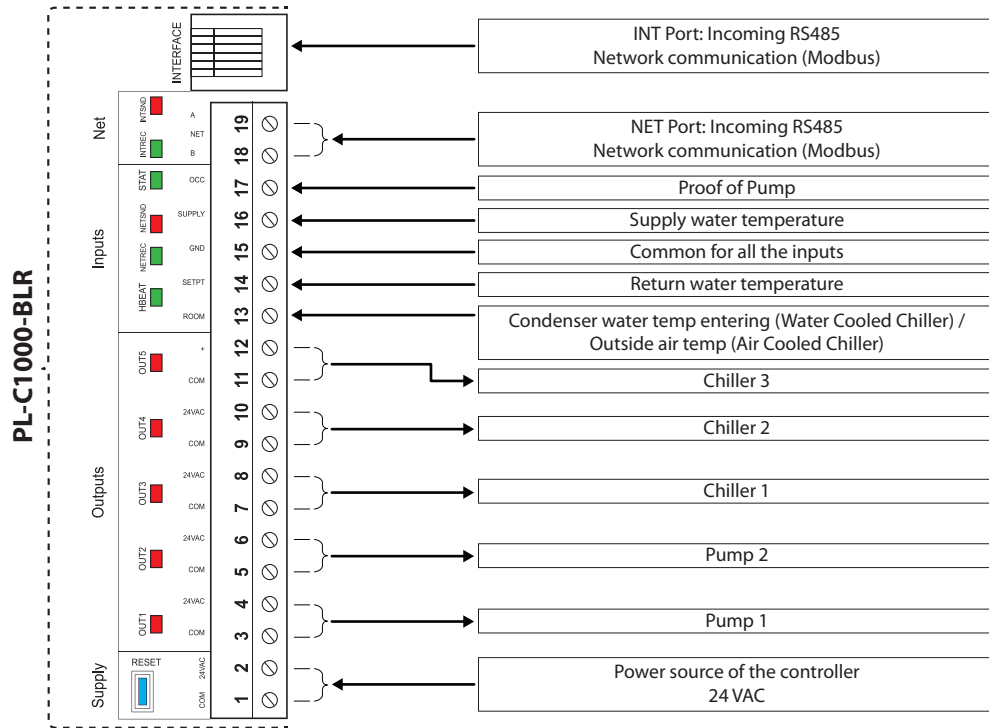 PL-C1000-BLR
INTERFACE
INT Port: Incoming RS485
Network communication (Modbus)
Net
INTSND
INTREC
A
NET
B
19
18
NET Port: Incoming RS485
Network communication (Modbus)
Inputs
STAT
NETSND
NETREC
HBEAT
OCC
17
Proof of Pump
SUPPLY
16
Supply water temperature
GND
15
Common for all the inputs
SETPT
14
Return water temperature
ROOM
13
Condenser water temp entering (Water Cooled Chiller) /
Outside air temp (Air Cooled Chiller)
Outputs
OUT5
+
12
COM
11
Chiller 3
OUT4
24VAC
10
COM
9
Chiller 2
OUT3
24VAC
8
COM
7
Chiller 1
OUT2
24VAC
6
COM
5
Pump 2
OUT1
24VAC
4
COM
3
Pump 1
Supply
RESET
24VAC
2
COM
1
Power source of the controller
24 VAC